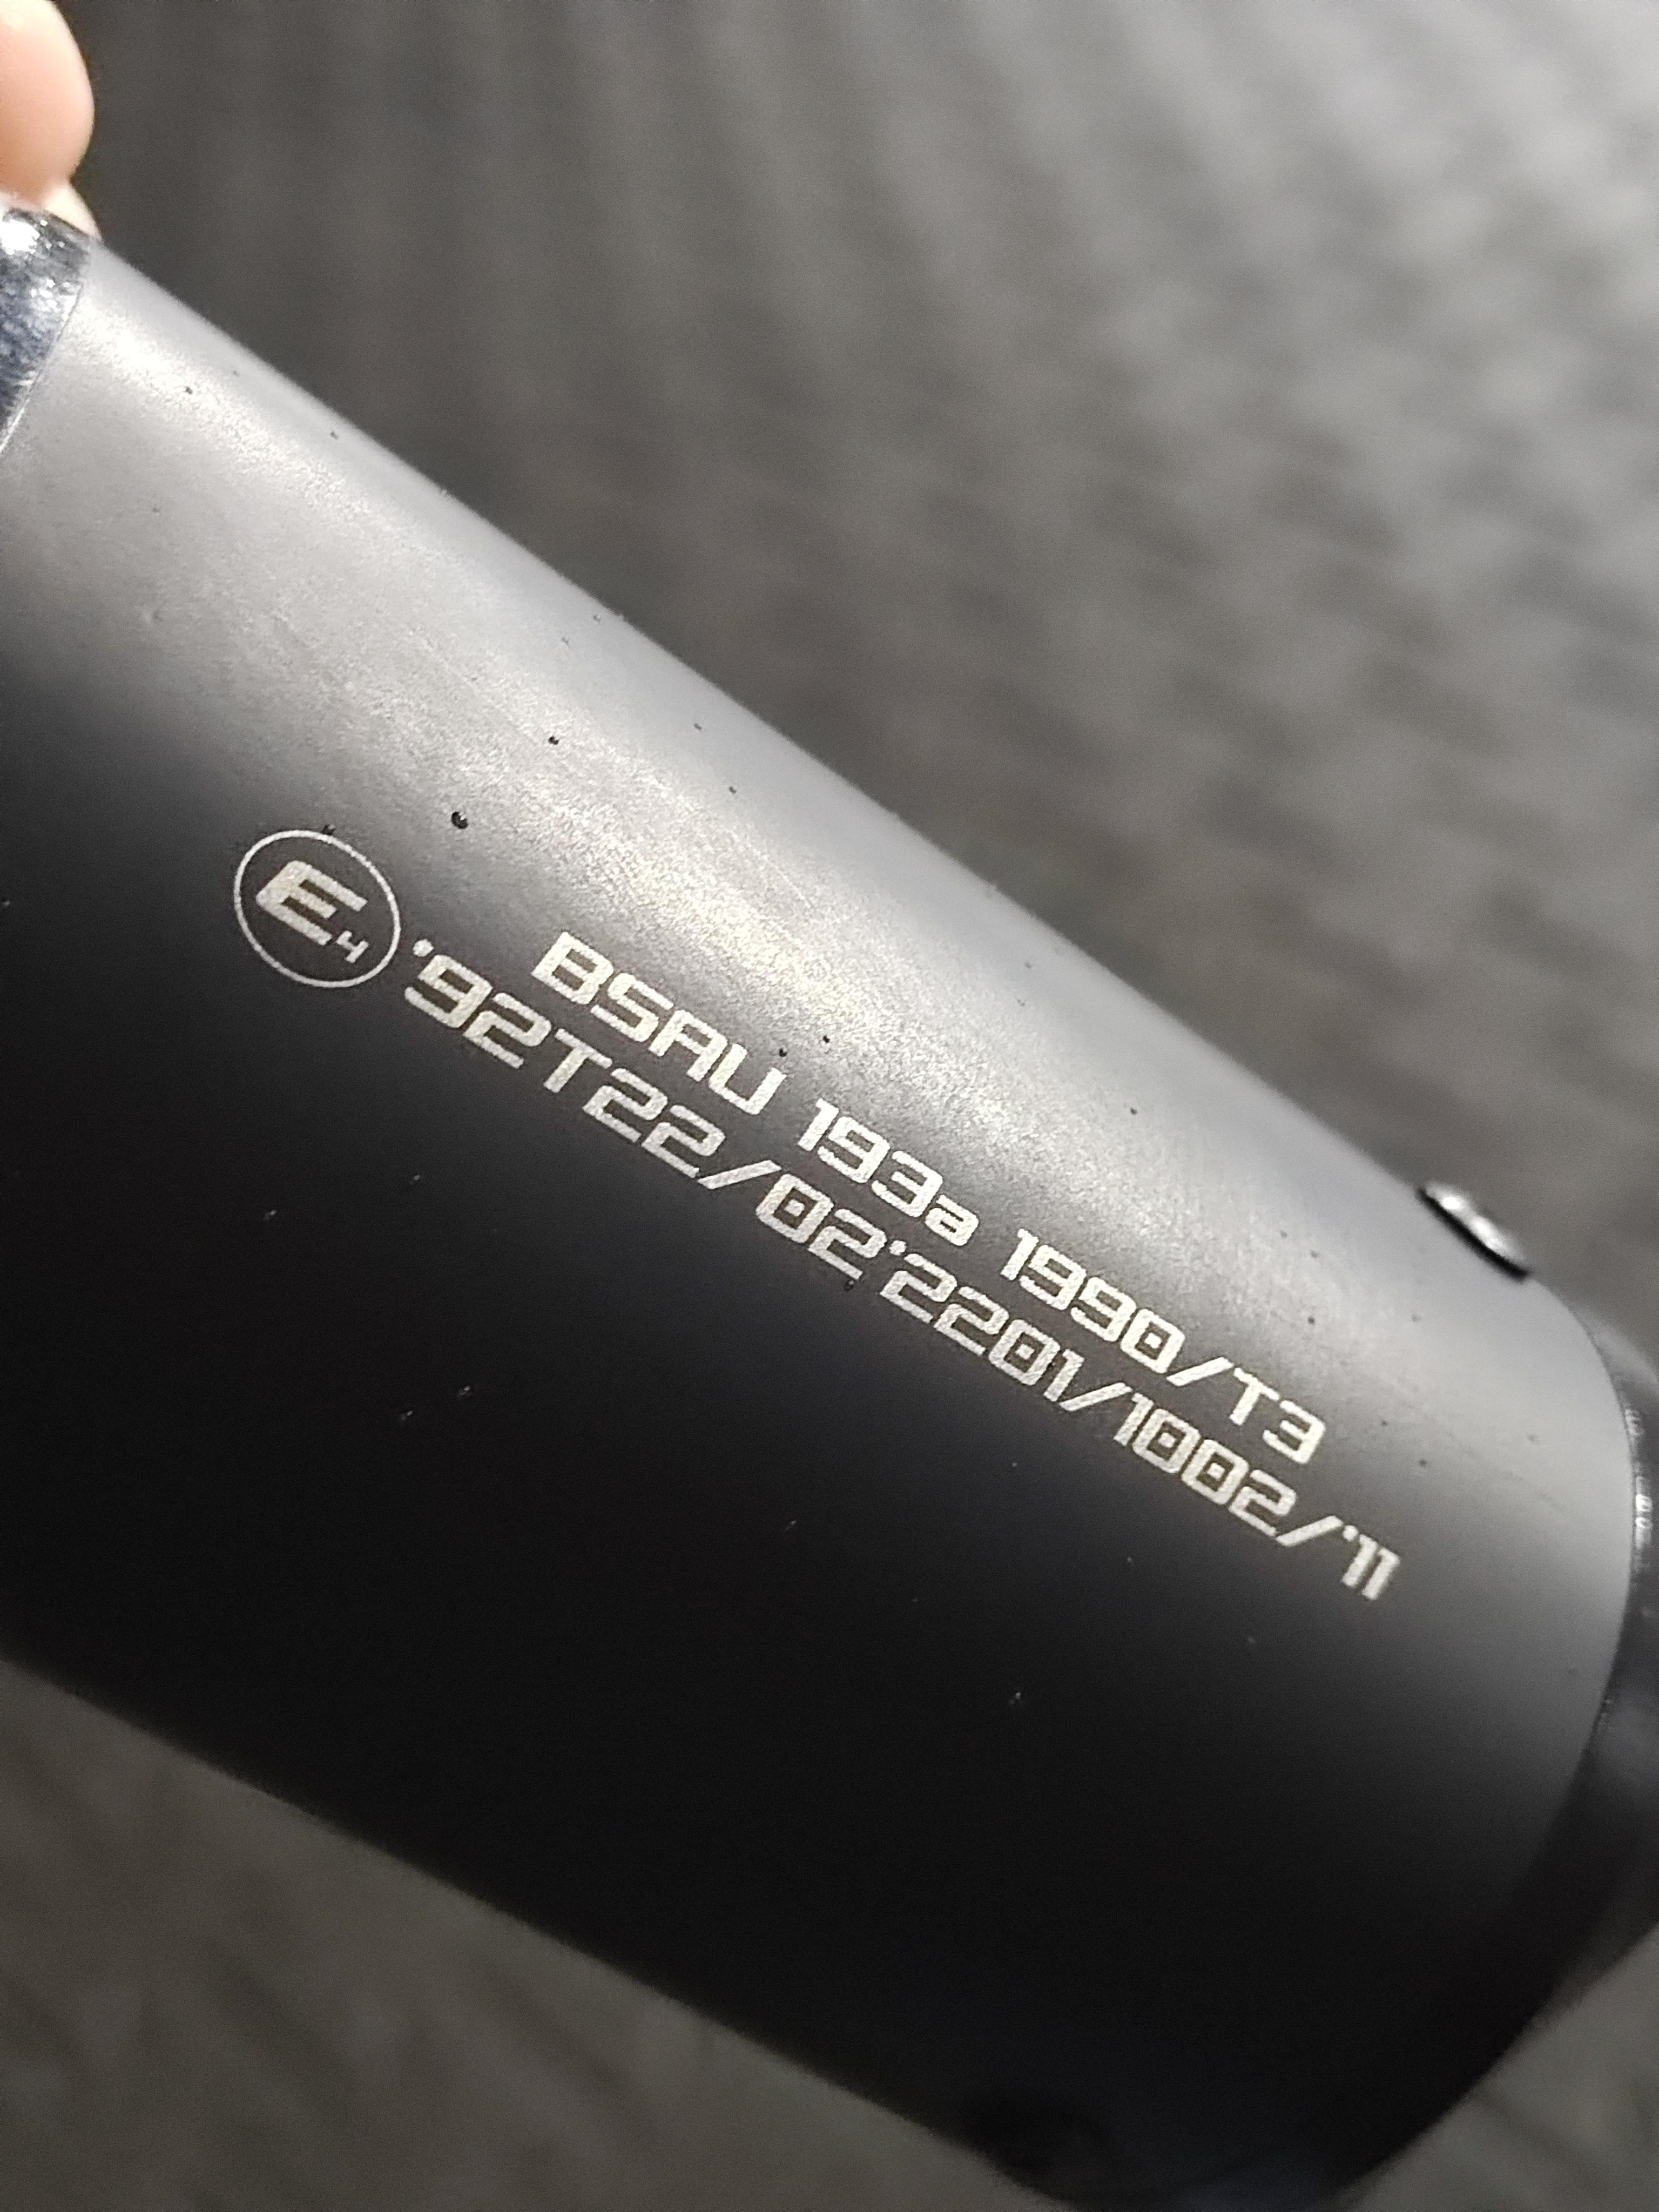 BSAU 193a 1990/T3
E4 '92T22/02'2201/1002/'11